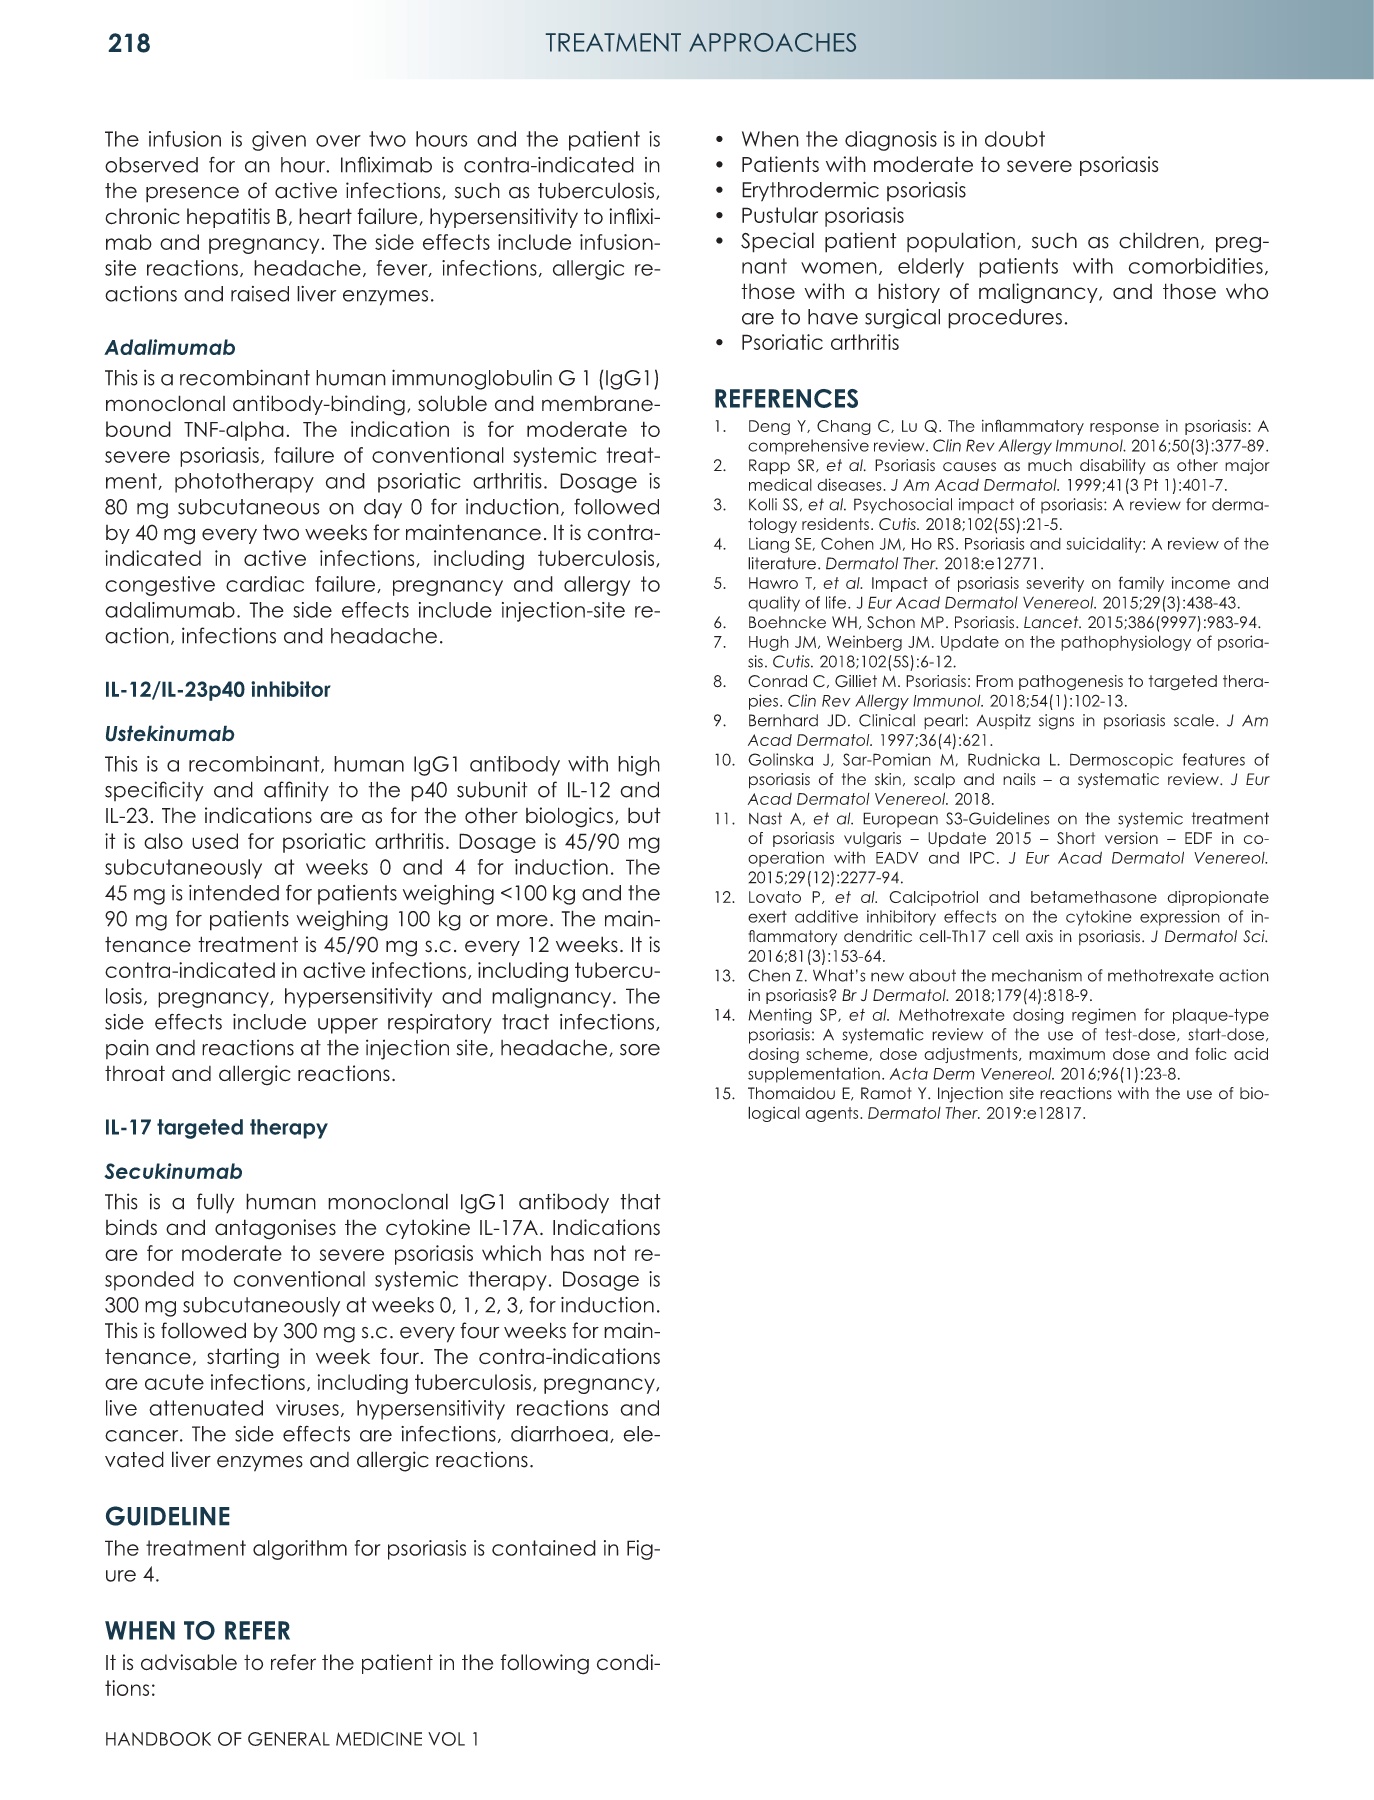 218
TREATMENT APPROACHES
The infusion is given over two hours and the patient is
observed for an hour. Infliximab is contra-indicated in
the presence of active infections, such as tuberculosis,
chronic hepatitis B, heart failure, hypersensitivity to inflixi-
mab and pregnancy. The side effects include infusion-
site reactions, headache, fever, infections, allergic re-
actions and raised liver enzymes.
Adalimumab
This is a recombinant human immunoglobulin G 1 (IgG1)
monoclonal antibody-binding, soluble and membrane-
bound TNF-alpha. The indication is for moderate to
severe psoriasis, failure of conventional systemic treat-
ment, phototherapy and psoriatic arthritis. Dosage is
80 mg subcutaneous on day 0 for induction, followed
by 40 mg every two weeks for maintenance. It is contra-
indicated in active infections, including tuberculosis,
congestive cardiac failure, pregnancy and allergy to
adalimumab. The side effects include injection-site re-
action, infections and headache.
IL-12/IL-23p40 inhibitor
Ustekinumab
This is a recombinant, human IgG1 antibody with high
specificity and affinity to the p40 subunit of IL-12 and
IL-23. The indications are as for the other biologics, but
it is also used for psoriatic arthritis. Dosage is 45/90 mg
subcutaneously at weeks 0 and 4 for induction. The
45 mg is intended for patients weighing <100 kg and the
90 mg for patients weighing 100 kg or more. The main-
tenance treatment is 45/90 mg s.c. every 12 weeks. It is
contra-indicated in active infections, including tubercu-
losis, pregnancy, hypersensitivity and malignancy. The
side effects include upper respiratory tract infections,
pain and reactions at the injection site, headache, sore
throat and allergic reactions.
IL-17 targeted therapy
Secukinumab
This is a fully human monoclonal IgG1 antibody that
binds and antagonises the cytokine IL-17A. Indications
are for moderate to severe psoriasis which has not re-
sponded to conventional systemic therapy. Dosage is
300 mg subcutaneously at weeks 0, 1, 2, 3, for induction.
This is followed by 300 mg s.c. every four weeks for main-
tenance, starting in week four. The contra-indications
are acute infections, including tuberculosis, pregnancy,
live attenuated viruses, hypersensitivity reactions and
cancer. The side effects are infections, diarrhoea, ele-
vated liver enzymes and allergic reactions.
GUIDELINE
The treatment algorithm for psoriasis is contained in Fig-
ure 4.
WHEN TO REFER
It is advisable to refer the patient in the following condi-
tions:
• When the diagnosis is in doubt
• Patients with moderate to severe psoriasis
• Erythrodermic psoriasis
• Pustular psoriasis
• Special patient population, such as children, preg-
nant women, elderly patients with comorbidities,
those with a history of malignancy, and those who
are to have surgical procedures.
• Psoriatic arthritis
REFERENCES
1. Deng Y, Chang C, Lu Q. The inflammatory response in psoriasis: A
comprehensive review. Clin Rev Allergy Immunol. 2016;50(3):377-89.
2. Rapp SR, et al. Psoriasis causes as much disability as other major
medical diseases. J Am Acad Dermatol. 1999;41(3 Pt 1):401-7.
3. Kolli SS, et al. Psychosocial impact of psoriasis: A review for derma-
tology residents. Cutis. 2018;102(5S):21-5.
4. Liang SE, Cohen JM, Ho RS. Psoriasis and suicidality: A review of the
literature. Dermatol Ther. 2018:e12771.
5. Hawro T, et al. Impact of psoriasis severity on family income and
quality of life. J Eur Acad Dermatol Venereol. 2015;29(3):438-43.
6. Boehncke WH, Schon MP. Psoriasis. Lancet. 2015;386(9997):983-94.
7. Hugh JM, Weinberg JM. Update on the pathophysiology of psoria-
sis. Cutis. 2018;102(5S):6-12.
8. Conrad C, Gilliet M. Psoriasis: From pathogenesis to targeted thera-
pies. Clin Rev Allergy Immunol. 2018;54(1):102-13.
9. Bernhard JD. Clinical pearl: Auspitz signs in psoriasis scale. J Am
Acad Dermatol. 1997;36(4):621.
10. Golinska J, Sar-Pomian M, Rudnicka L. Dermoscopic features of
psoriasis of the skin, scalp and nails – a systematic review. J Eur
Acad Dermatol Venereol. 2018.
11. Nast A, et al. European S3-Guidelines on the systemic treatment
of psoriasis vulgaris – Update 2015 – Short version – EDF in co-
operation with EADV and IPC. J Eur Acad Dermatol Venereol.
2015;29(12):2277-94.
12. Lovato P, et al. Calcipotriol and betamethasone dipropionate
exert additive inhibitory effects on the cytokine expression of in-
flammatory dendritic cell-Th17 cell axis in psoriasis. J Dermatol Sci.
2016;81(3):153-64.
13. Chen Z. What’s new about the mechanism of methotrexate action
in psoriasis? Br J Dermatol. 2018;179(4):818-9.
14. Menting SP, et al. Methotrexate dosing regimen for plaque-type
psoriasis: A systematic review of the use of test-dose, start-dose,
dosing scheme, dose adjustments, maximum dose and folic acid
supplementation. Acta Derm Venereol. 2016;96(1):23-8.
15. Thomaidou E, Ramot Y. Injection site reactions with the use of bio-
logical agents. Dermatol Ther. 2019:e12817.
HANDBOOK OF GENERAL MEDICINE VOL 1